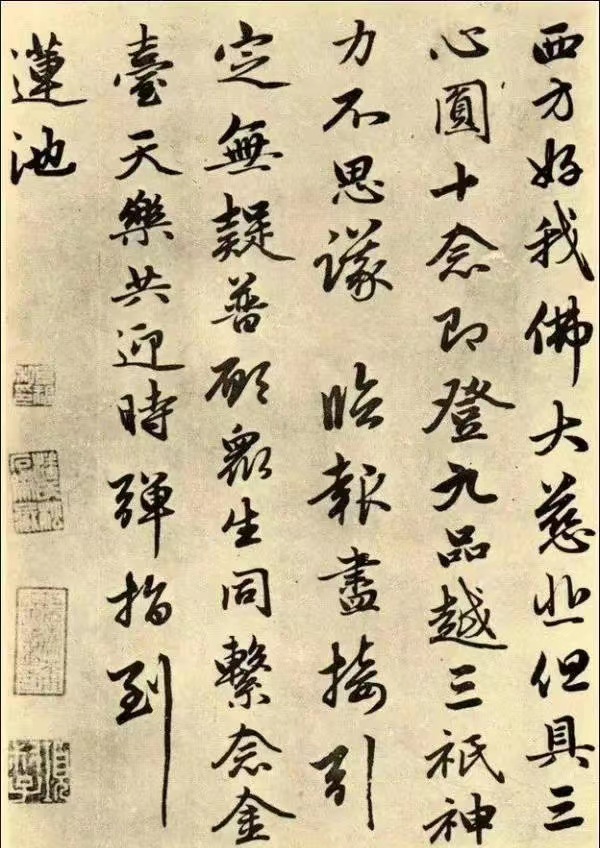 西方好我佛大慈悲但具三
心圓十念即登九品越三祇神
力不思議　臨報盡接引
定無疑普願眾生同繫念金
臺天樂共迎時彈指到
蓮池